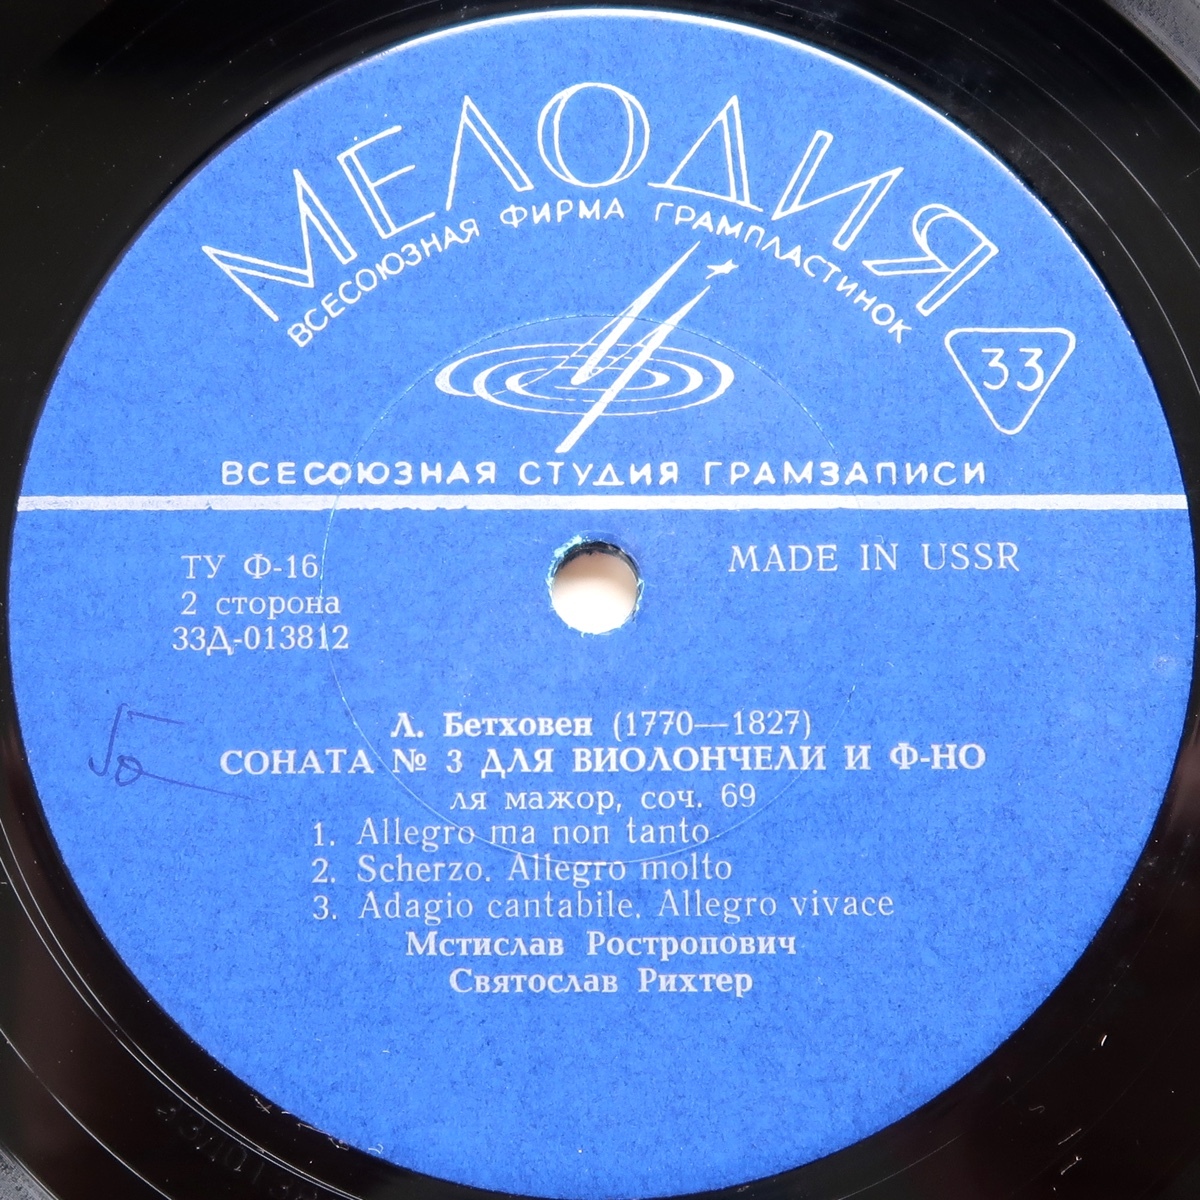 МЕЛОДИЯ
ВСЕСОЮЗНАЯ ФИРМА ГРАМПЛАСТИНОК
33
ВСЕСОЮЗНАЯ СТУДИЯ ГРАМЗАПИСИ
ТУ Ф-16
MADE IN USSR
2 сторона
33Д-013812
Л. Бетховен (1770—1827)
СОНАТА № 3 ДЛЯ ВИОЛОНЧЕЛИ И Ф-НО
ля мажор, соч. 69
1. Allegro ma non tanto
2. Scherzo. Allegro molto
3. Adagio cantabile. Allegro vivace
Мстислав Ростропович
Святослав Рихтер